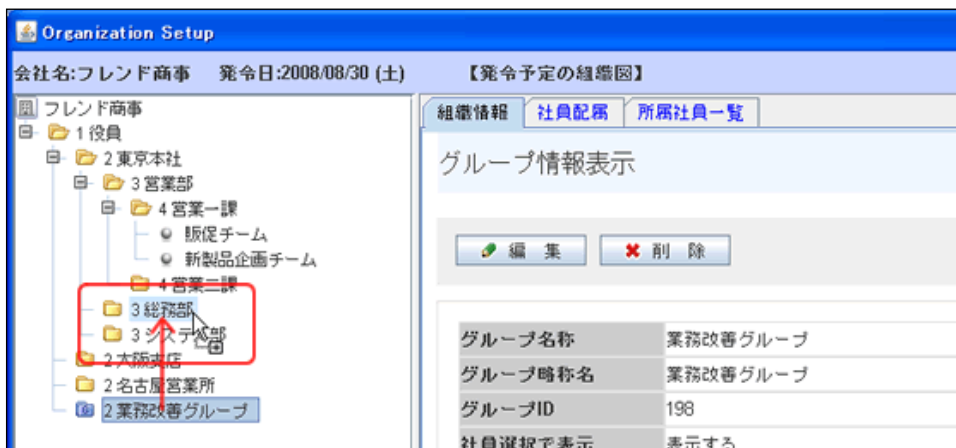 Organization Setup
会社名:フレンド商事 発令日:2008/08/30 (土) 【発令予定の組織図】
フレンド商事
1 役員
2 東京本社
3 営業部
4 営業一課
販促チーム
新製品企画チーム
4 営業二課
3 総務部
3 システム部
2 大阪支店
2 名古屋営業所
2 業務改善グループ
組織情報 社員配属 所属社員一覧
グループ情報表示
編 集 削 除
グループ名称 業務改善グループ
グループ略称名 業務改善グループ
グループID 198
社員選択で表示 表示する